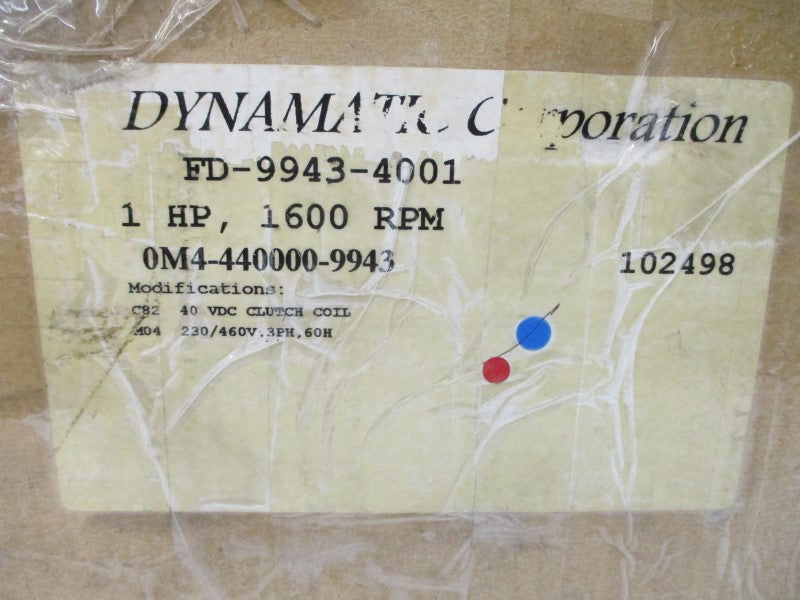 DYNAMATIC Corporation
FD-9943-4001
1 HP, 1600 RPM
0M4-440000-9943 102498
Modifications:
C82 40 VDC CLUTCH COIL
M04 230/460V.3PH,60H